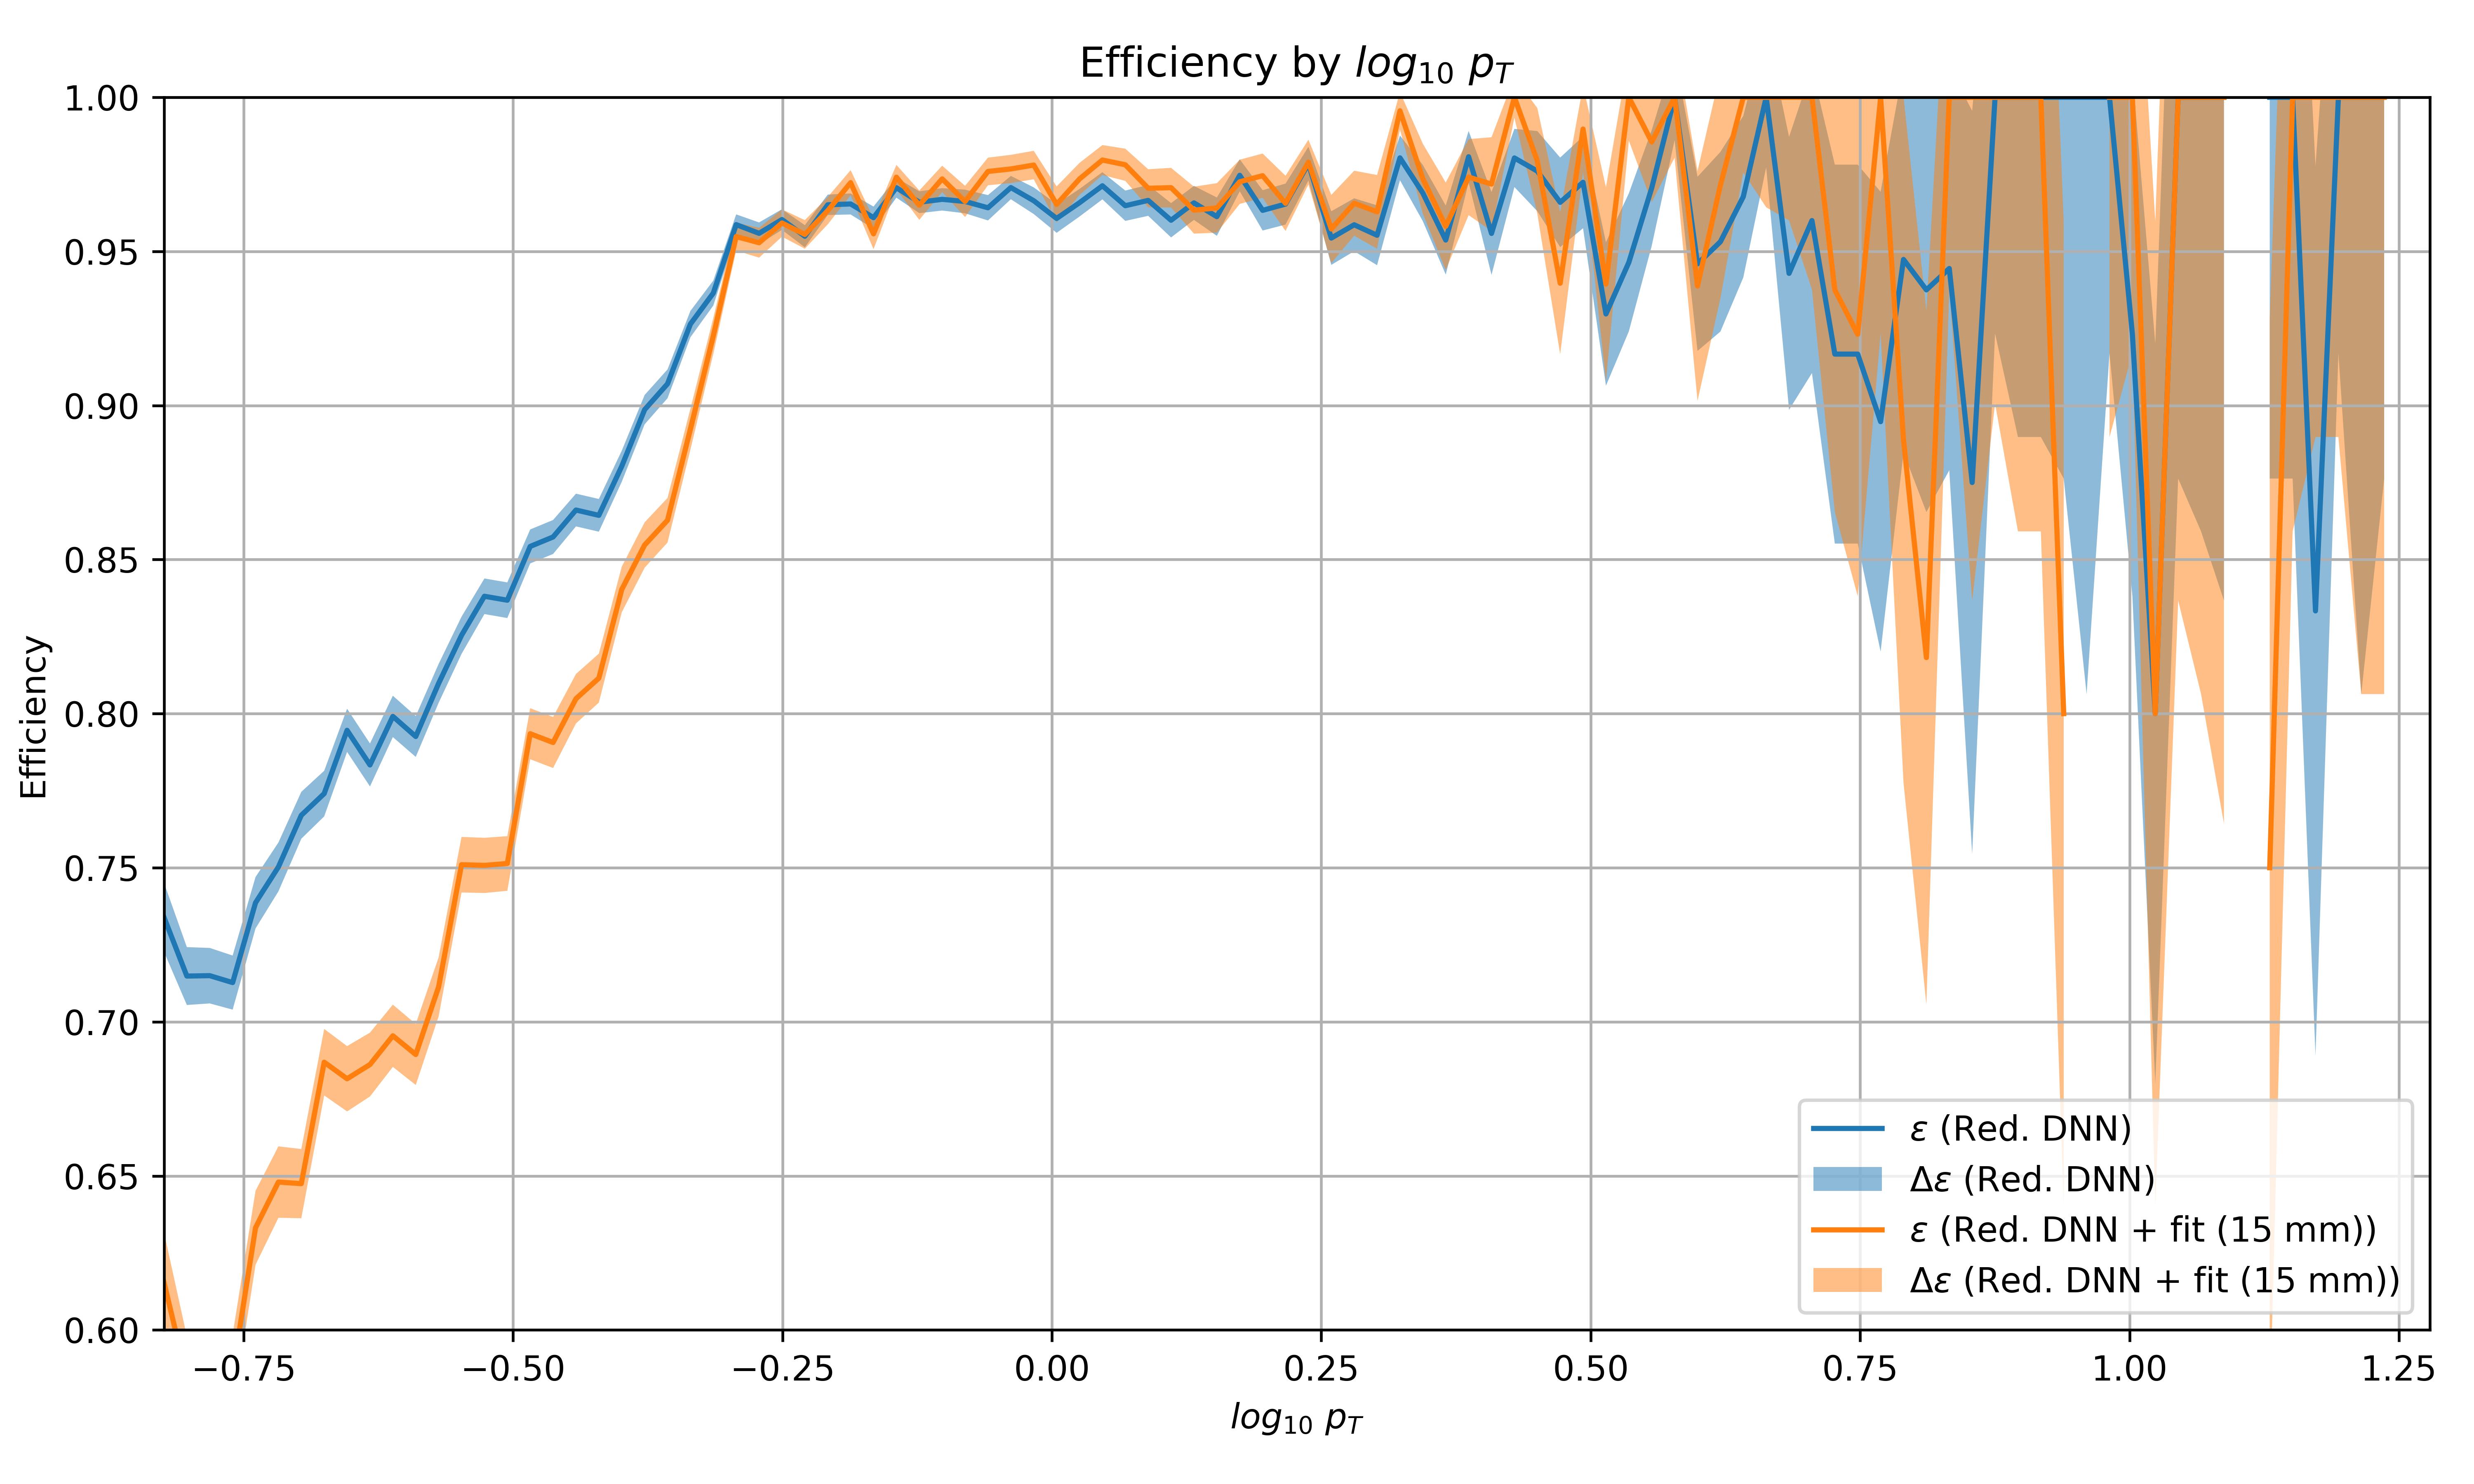 Efficiency by log₁₀ p_T
1.00
0.95
0.90
0.85
0.80
0.75
0.70
0.65
0.60
Efficiency
−0.75 −0.50 −0.25 0.00 0.25 0.50 0.75 1.00 1.25
log₁₀ p_T
ε (Red. DNN)
Δε (Red. DNN)
ε (Red. DNN + fit (15 mm))
Δε (Red. DNN + fit (15 mm))